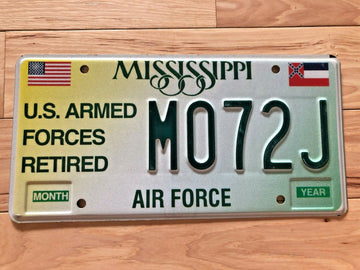 MISSISSIPPI
U.S. ARMED
FORCES
RETIRED
M072J
MONTH
AIR FORCE
YEAR